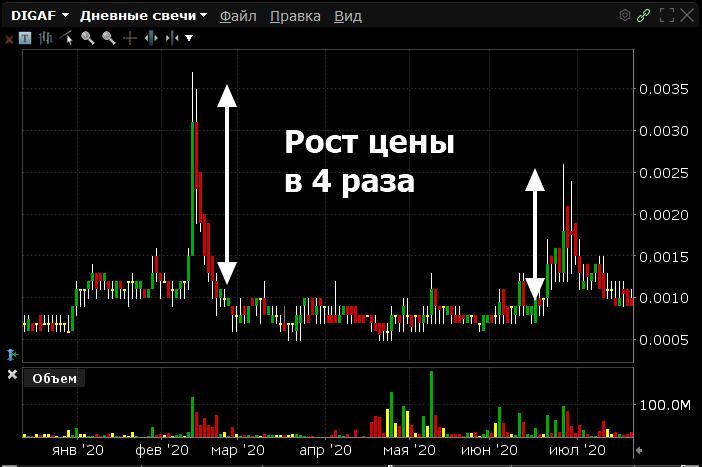 DIGAF Дневные свечи Файл Правка Вид
T
Рост цены
в 4 раза
0.0035
0.0030
0.0025
0.0020
0.0015
0.0010
0.0005
Объем
100.0M
янв '20 фев '20 мар '20 апр '20 мая '20 июн '20 июл '20